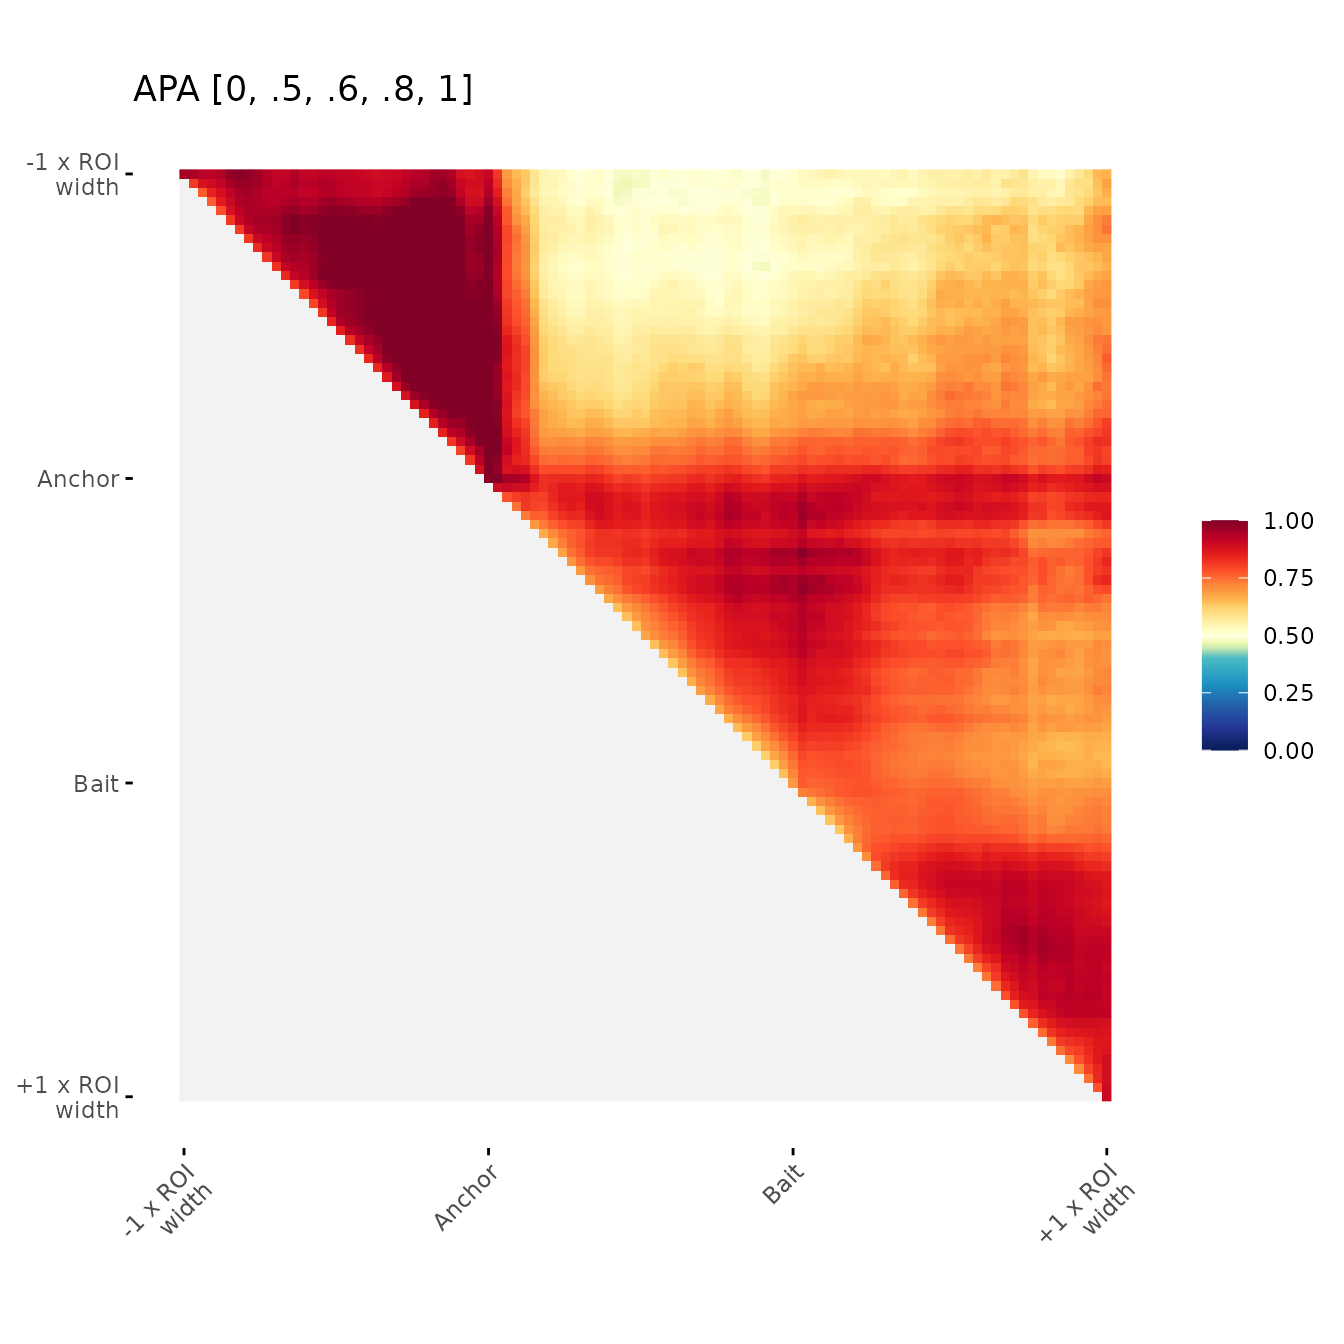 APA [0, .5, .6, .8, 1]
-1 x ROI
width
Anchor
Bait
+1 x ROI
width
1.00
0.75
0.50
0.25
0.00
-1 x ROI
width
Anchor
Bait
+1 x ROI
width